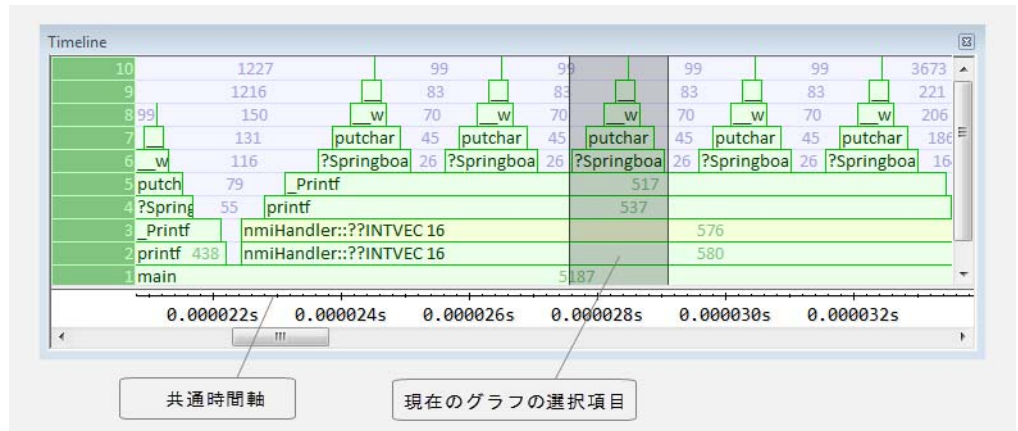 Timeline
10 1227 99 99 99 99 3673
9 1216 83 83 83 83 221
8 99 150 __w 70 __w 70 __w 70 __w 70 __w 206
7 131 putchar 45 putchar 45 putchar 45 putchar 45 putchar 186
6 __w 116 ?Springboa 26 ?Springboa 26 ?Springboa 26 ?Springboa 26 ?Springboa 16
5 putch 79 _Printf 517
4 ?Spring 55 printf 537
3 _Printf nmiHandler::??INTVEC 16 576
2 printf 438 nmiHandler::??INTVEC 16 580
1 main 5187
0.000022s 0.000024s 0.000026s 0.000028s 0.000030s 0.000032s
共通時間軸 現在のグラフの選択項目